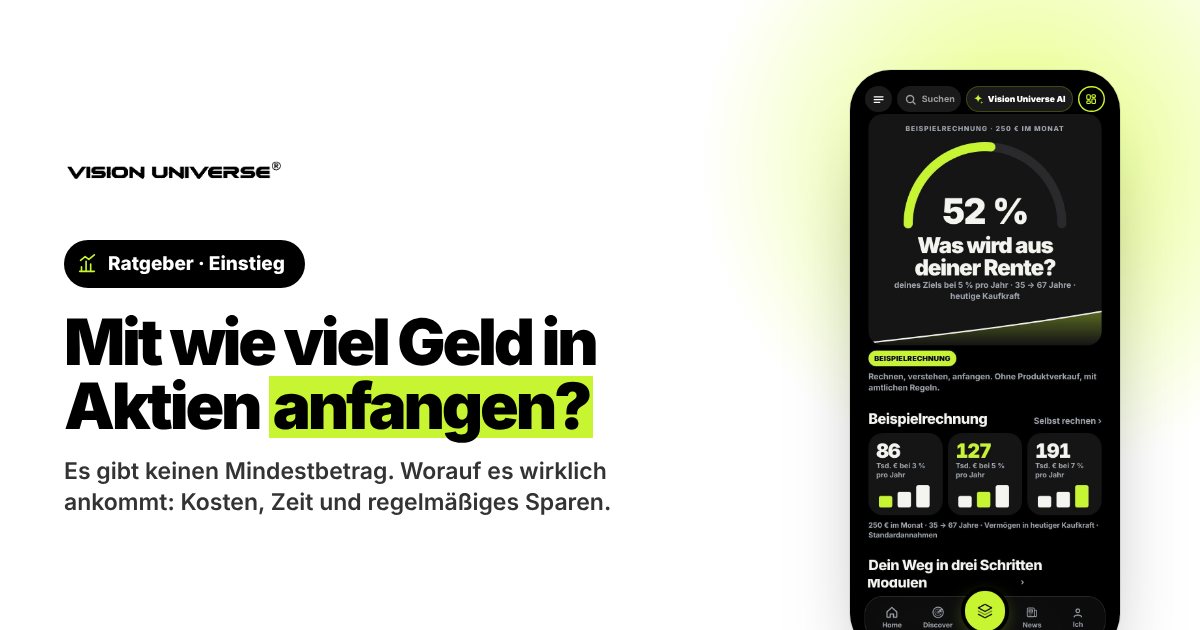 VISION UNIVERSE®
Ratgeber · Einstieg
Mit wie viel Geld in
Aktien anfangen?
Es gibt keinen Mindestbetrag. Worauf es wirklich
ankommt: Kosten, Zeit und regelmäßiges Sparen.
Suchen
Vision Universe AI
BEISPIELRECHNUNG · 250 € IM MONAT
52 %
Was wird aus
deiner Rente?
deines Ziels bei 5 % pro Jahr · 35 → 67 Jahre ·
heutige Kaufkraft
BEISPIELRECHNUNG
Rechnen, verstehen, anfangen. Ohne Produktverkauf, mit
amtlichen Regeln.
Beispielrechnung
Selbst rechnen ›
86
Tsd. € bei 3 %
pro Jahr
127
Tsd. € bei 5 %
pro Jahr
191
Tsd. € bei 7 %
pro Jahr
250 € im Monat · 35 → 67 Jahre · Vermögen in heutiger Kaufkraft ·
Standardannahmen
Dein Weg in drei Schritten
Modulen
›
Home
Discover
News
Ich